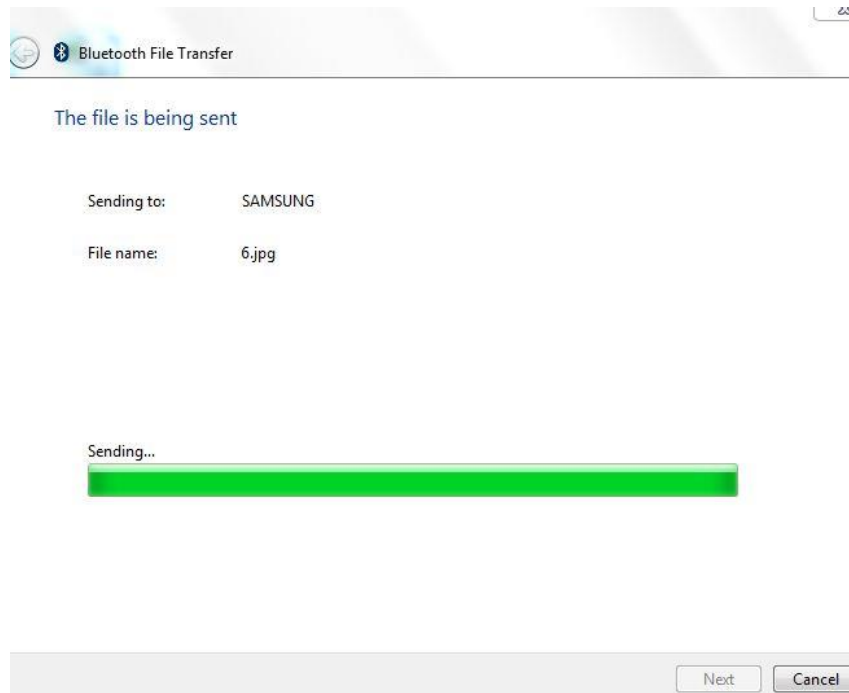 Bluetooth File Transfer
The file is being sent
Sending to: SAMSUNG
File name: 6.jpg
Sending...
Next Cancel